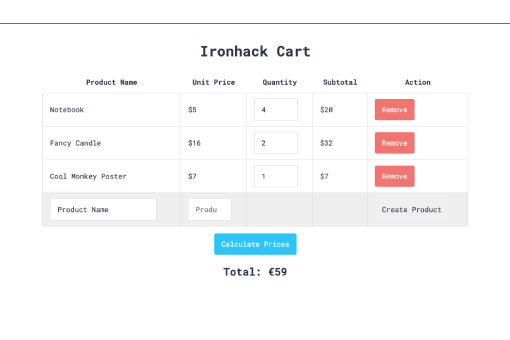 Ironhack Cart
Product Name Unit Price Quantity Subtotal Action
Notebook $5 4 $20 Remove
Fancy Candle $16 2 $32 Remove
Cool Monkey Poster $7 1 $7 Remove
Product Name Produ Create Product
Calculate Prices
Total: €59